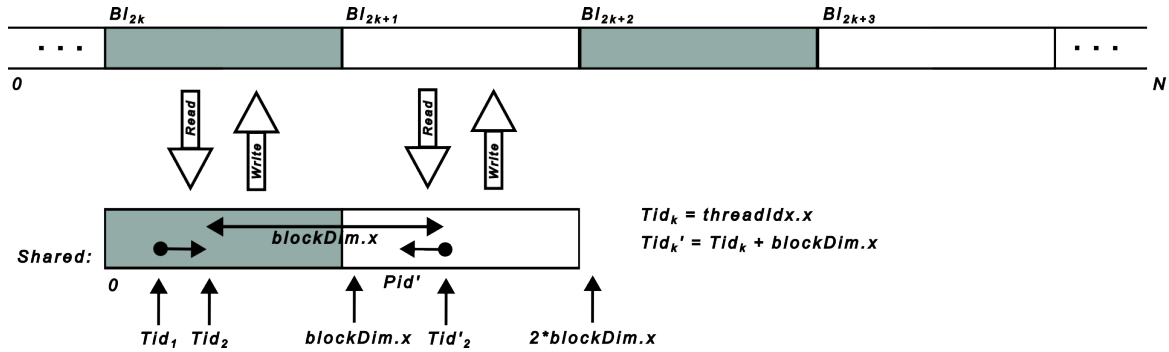 Bl₂ₖ Bl₂ₖ₊₁ Bl₂ₖ₊₂ Bl₂ₖ₊₃
. . . . . .
0 N
Read Write Read Write
Tidₖ = threadIdx.x
blockDim.x
Tidₖ' = Tidₖ + blockDim.x
Shared:
0 Pid'
Tid₁ Tid₂ blockDim.x Tid'₂ 2*blockDim.x